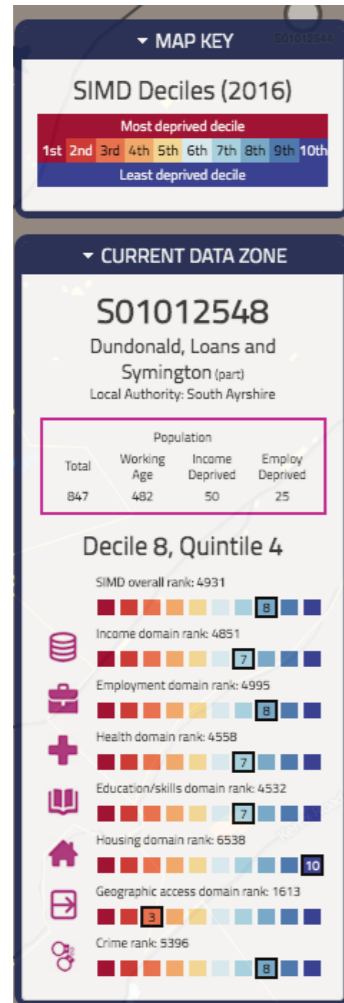 S01012544
MAP KEY
SIMD Deciles (2016)
Most deprived decile
1st 2nd 3rd 4th 5th 6th 7th 8th 9th 10th
Least deprived decile
CURRENT DATA ZONE
S01012548
Dundonald, Loans and
Symington (part)
Local Authority: South Ayrshire
Population
Total Working Age Income Deprived Employ Deprived
847 482 50 25
Decile 8, Quintile 4
SIMD overall rank: 4931
8
Income domain rank: 4851
7
Employment domain rank: 4995
8
Health domain rank: 4558
7
Education/skills domain rank: 4532
7
Housing domain rank: 6538
10
Geographic access domain rank: 1613
3
Crime rank: 5396
8